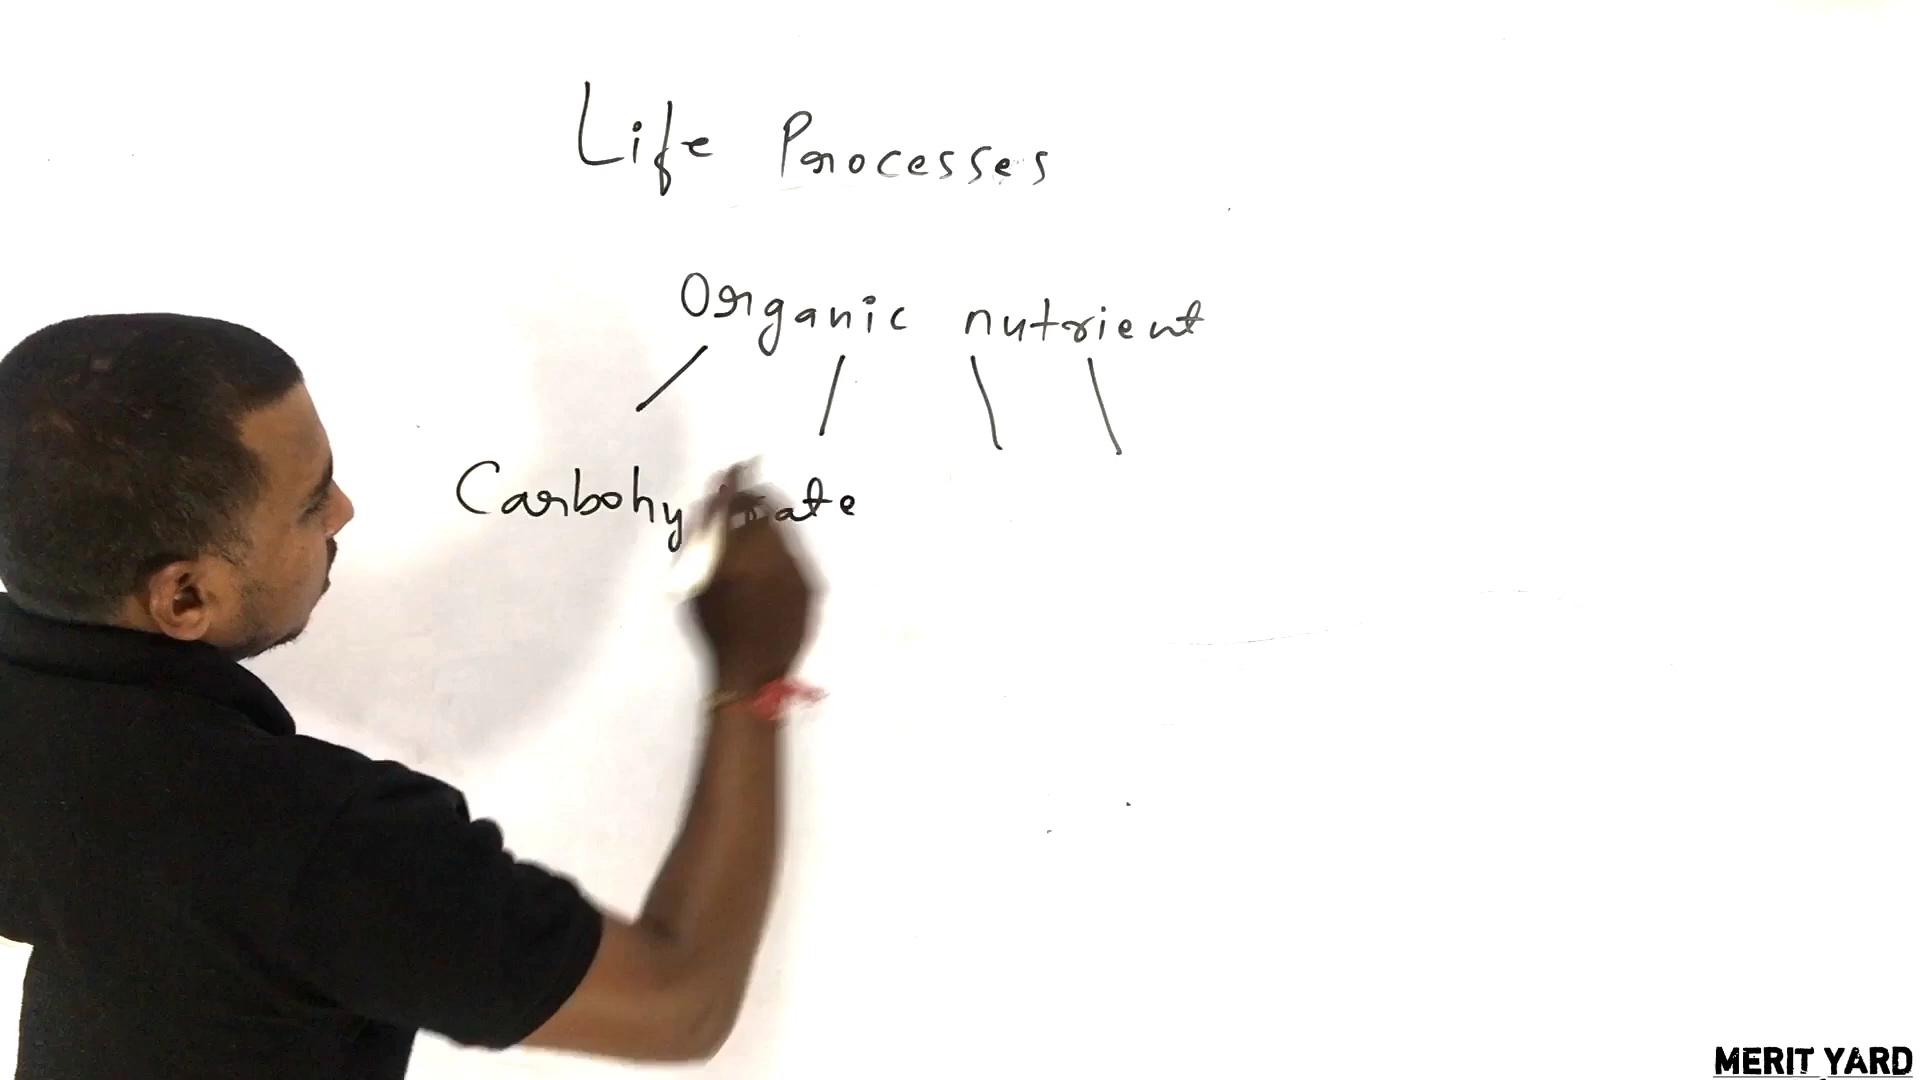 Life Processes
Organic nutrient
Carbohydrate
MERIT YARD